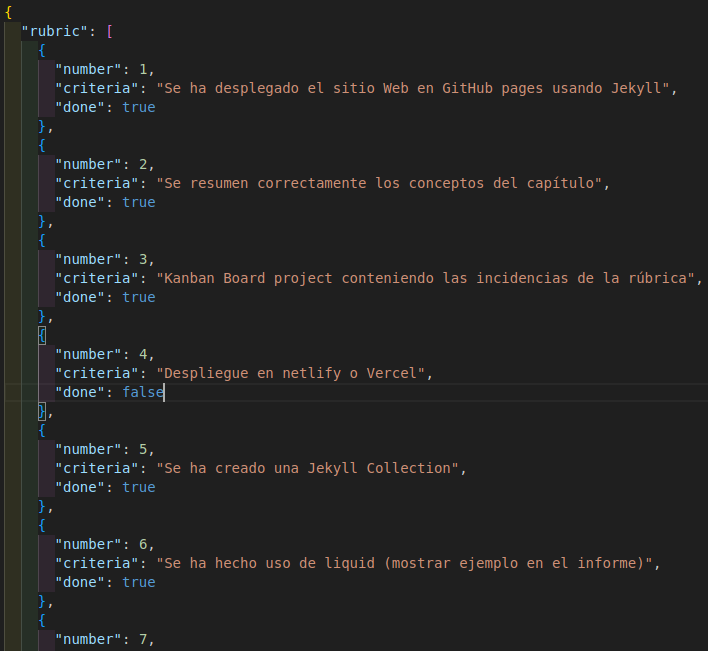 {
"rubric": [
{
"number": 1,
"criteria": "Se ha desplegado el sitio Web en GitHub pages usando Jekyll",
"done": true
},
{
"number": 2,
"criteria": "Se resumen correctamente los conceptos del capítulo",
"done": true
},
{
"number": 3,
"criteria": "Kanban Board project conteniendo las incidencias de la rúbrica",
"done": true
},
{
"number": 4,
"criteria": "Despliegue en netlify o Vercel",
"done": false
},
{
"number": 5,
"criteria": "Se ha creado una Jekyll Collection",
"done": true
},
{
"number": 6,
"criteria": "Se ha hecho uso de liquid (mostrar ejemplo en el informe)",
"done": true
},
{
"number": 7,